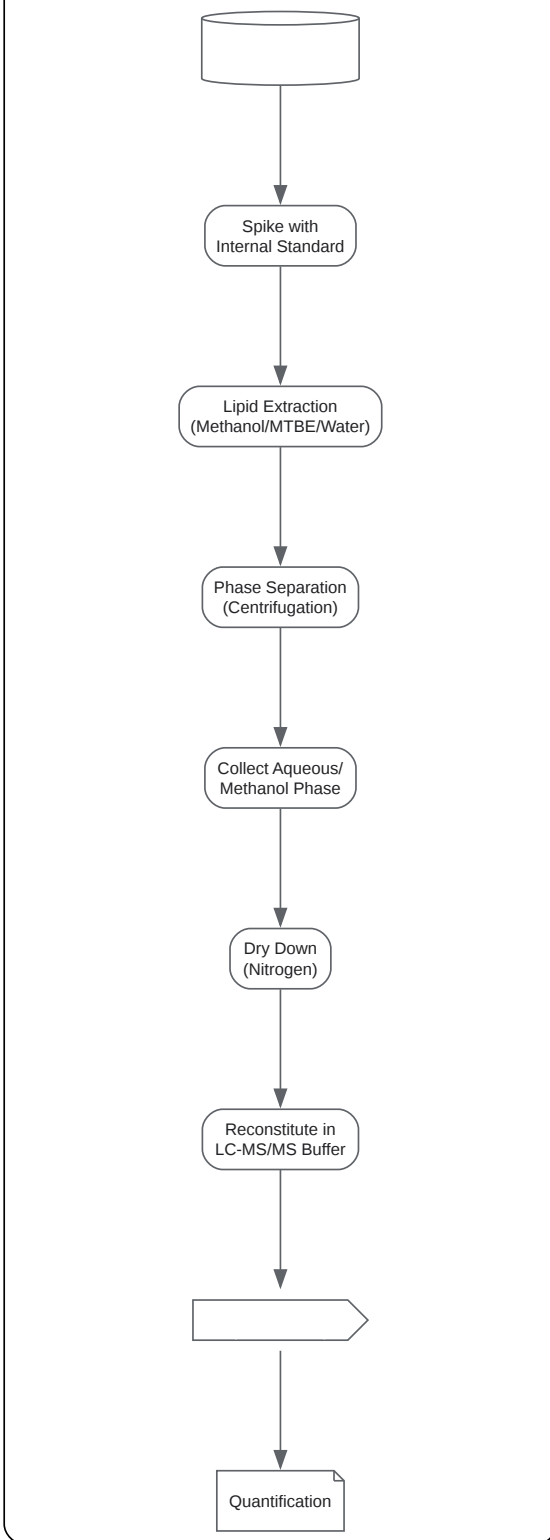 Spike with
Internal Standard
Lipid Extraction
(Methanol/MTBE/Water)
Phase Separation
(Centrifugation)
Collect Aqueous/
Methanol Phase
Dry Down
(Nitrogen)
Reconstitute in
LC-MS/MS Buffer
Quantification